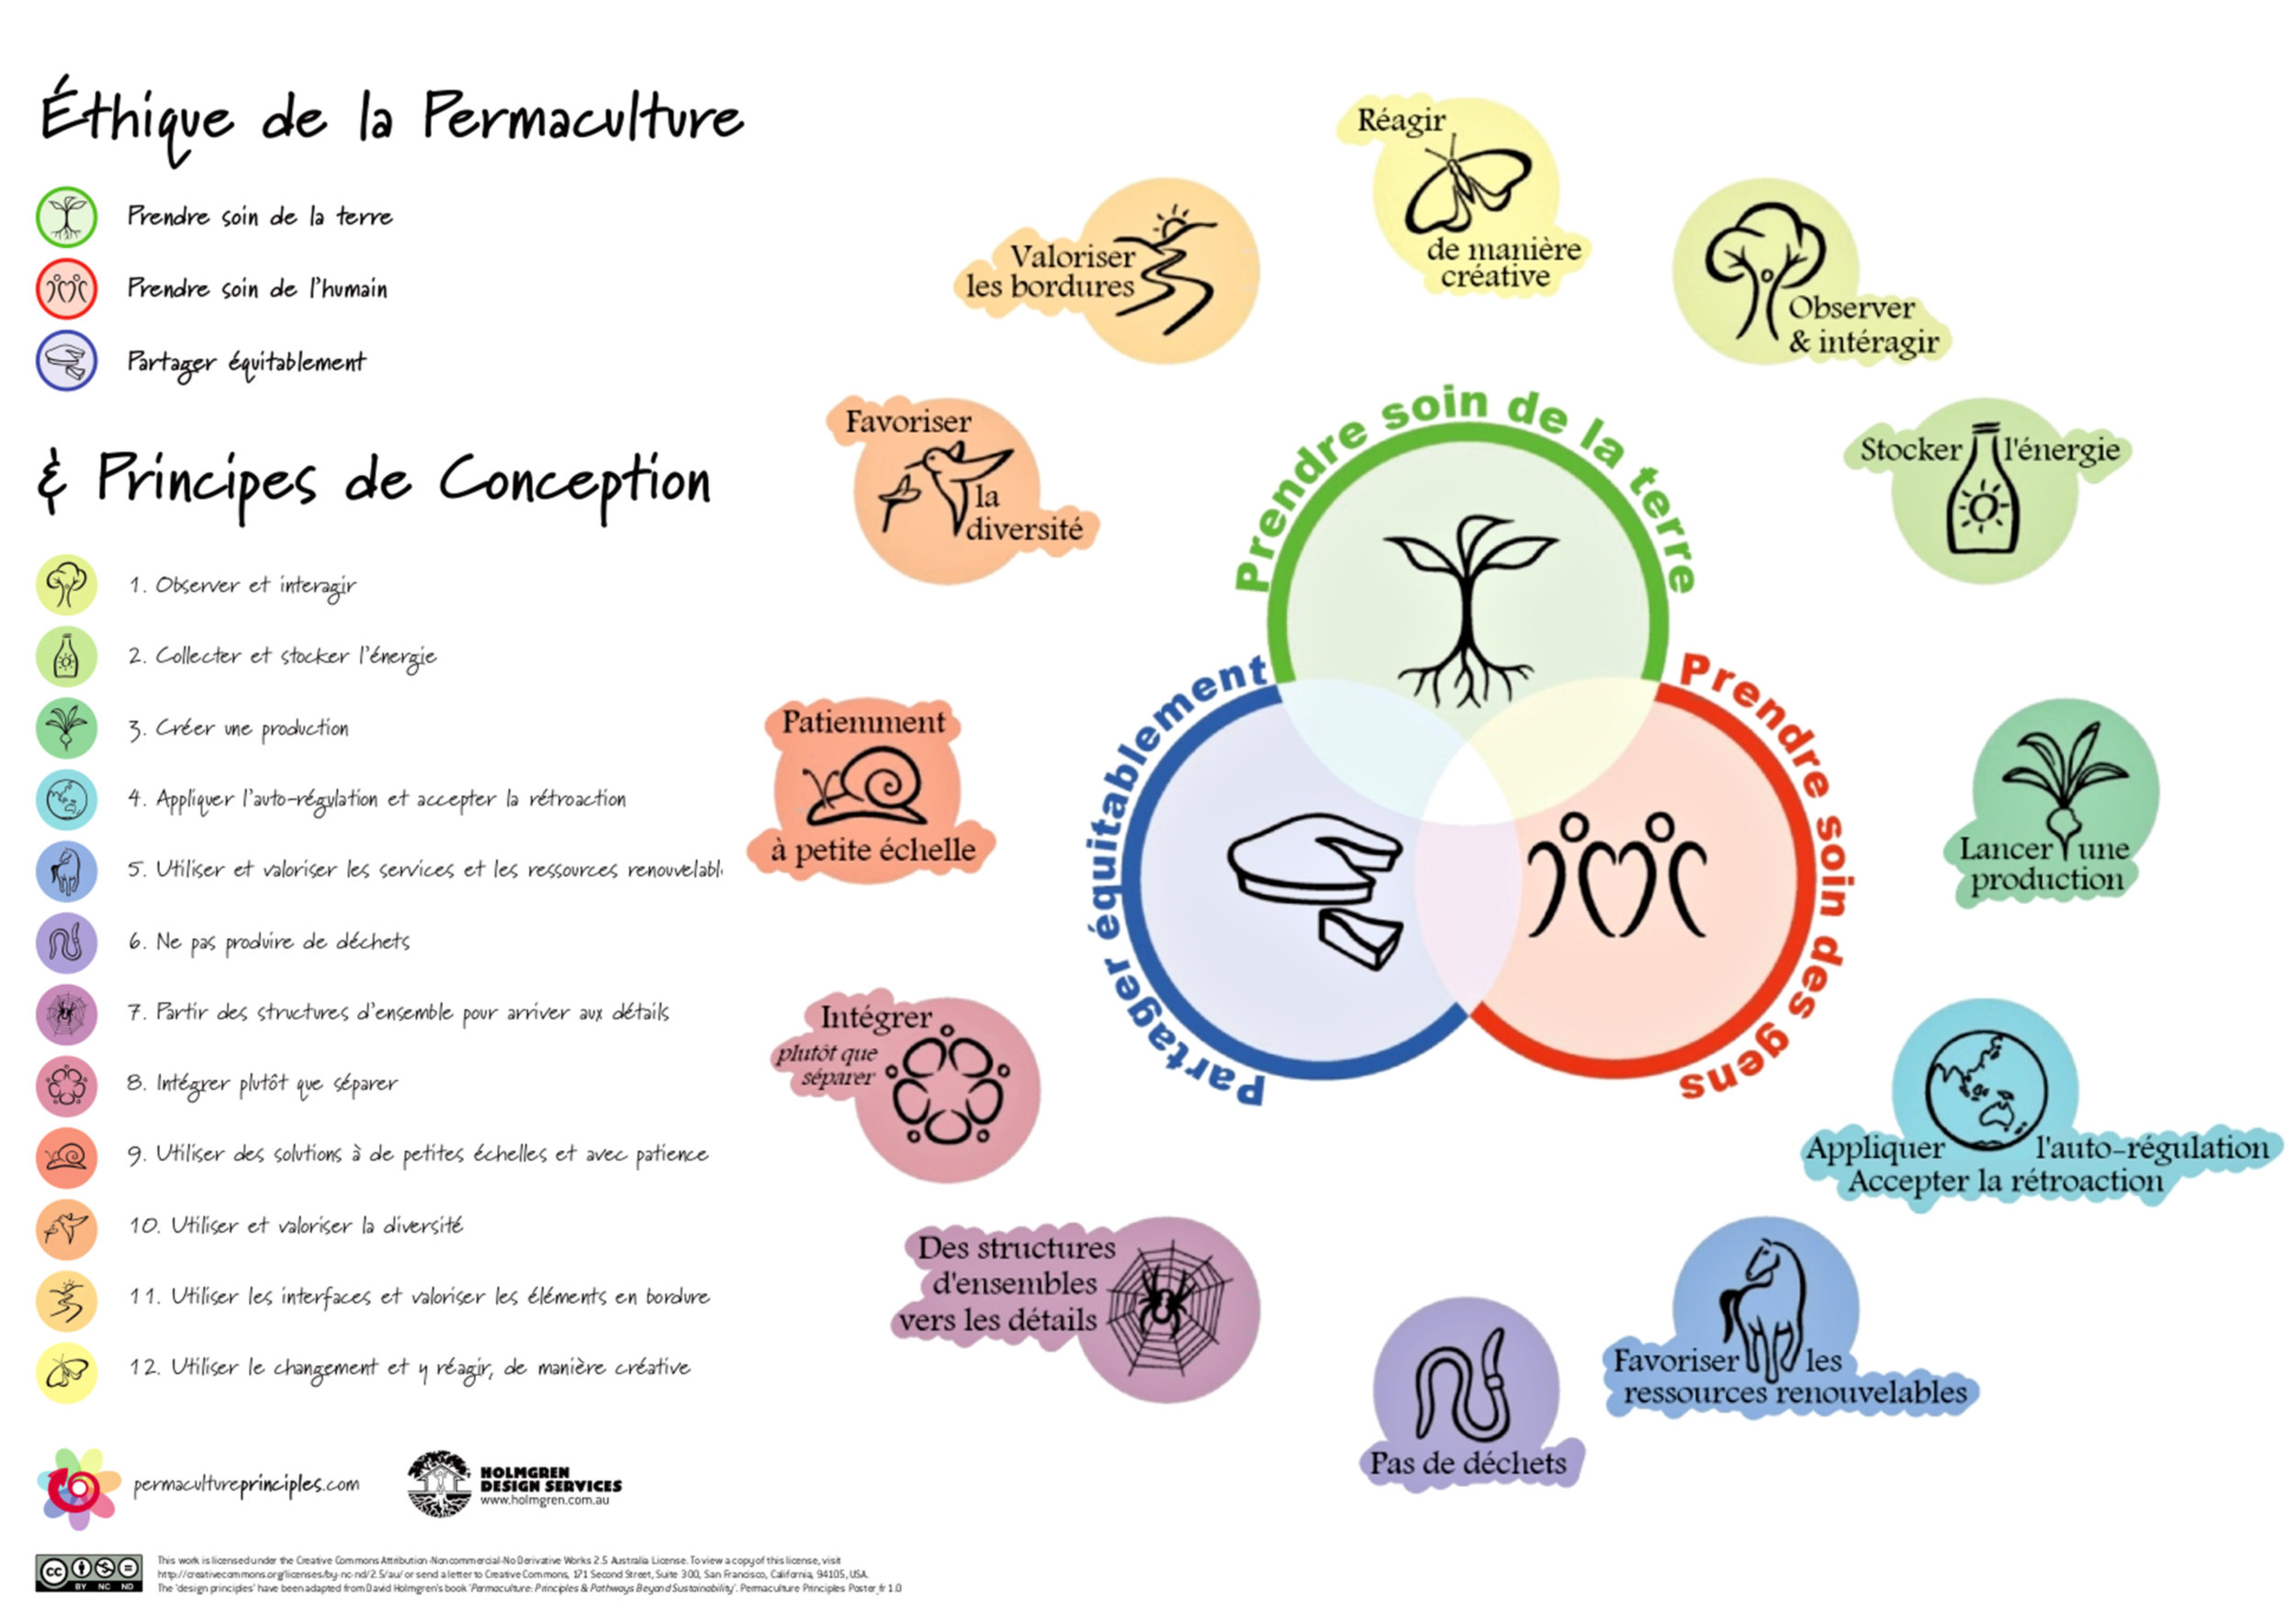 Éthique de la Permaculture
Prendre soin de la terre
Prendre soin de l'humain
Partager équitablement
& Principes de Conception
1. Observer et interagir
2. Collecter et stocker l'énergie
3. Créer une production
4. Appliquer l'auto-régulation et accepter la rétroaction
5. Utiliser et valoriser les services et les ressources renouvelabl
6. Ne pas produire de déchets
7. Partir des structures d'ensemble pour arriver aux détails
8. Intégrer plutôt que séparer
9. Utiliser des solutions à de petites échelles et avec patience
10. Utiliser et valoriser la diversité
11. Utiliser les interfaces et valoriser les éléments en bordure
12. Utiliser le changement et y réagir, de manière créative
permacultureprinciples.com
HOLMGREN
DESIGN SERVICES
www.holmgren.com.au
cc
BY NC ND
This work is licensed under the Creative Commons Attribution-Noncommercial-No Derivative Works 2.5 Australia License. To view a copy of this license, visit
http://creativecommons.org/licenses/by-nc-nd/2.5/au/ or send a letter to Creative Commons, 171 Second Street, Suite 300, San Francisco, California, 94105, USA.
The 'design principles' have been adapted from David Holmgren's book 'Permaculture: Principles & Pathways Beyond Sustainability'. Permaculture Principles Poster_fr 1.0
Réagir
de manière
créative
Observer
& intéragir
Stocker l'énergie
Lancer une
production
Appliquer l'auto-régulation
Accepter la rétroaction
Favoriser les
ressources renouvelables
Pas de déchets
Des structures
d'ensembles
vers les détails
Intégrer
plutôt que
séparer
Patiemment
à petite échelle
Favoriser
la
diversité
Valoriser
les bordures
Prendre soin de la terre
Prendre soin des gens
Partager équitablement